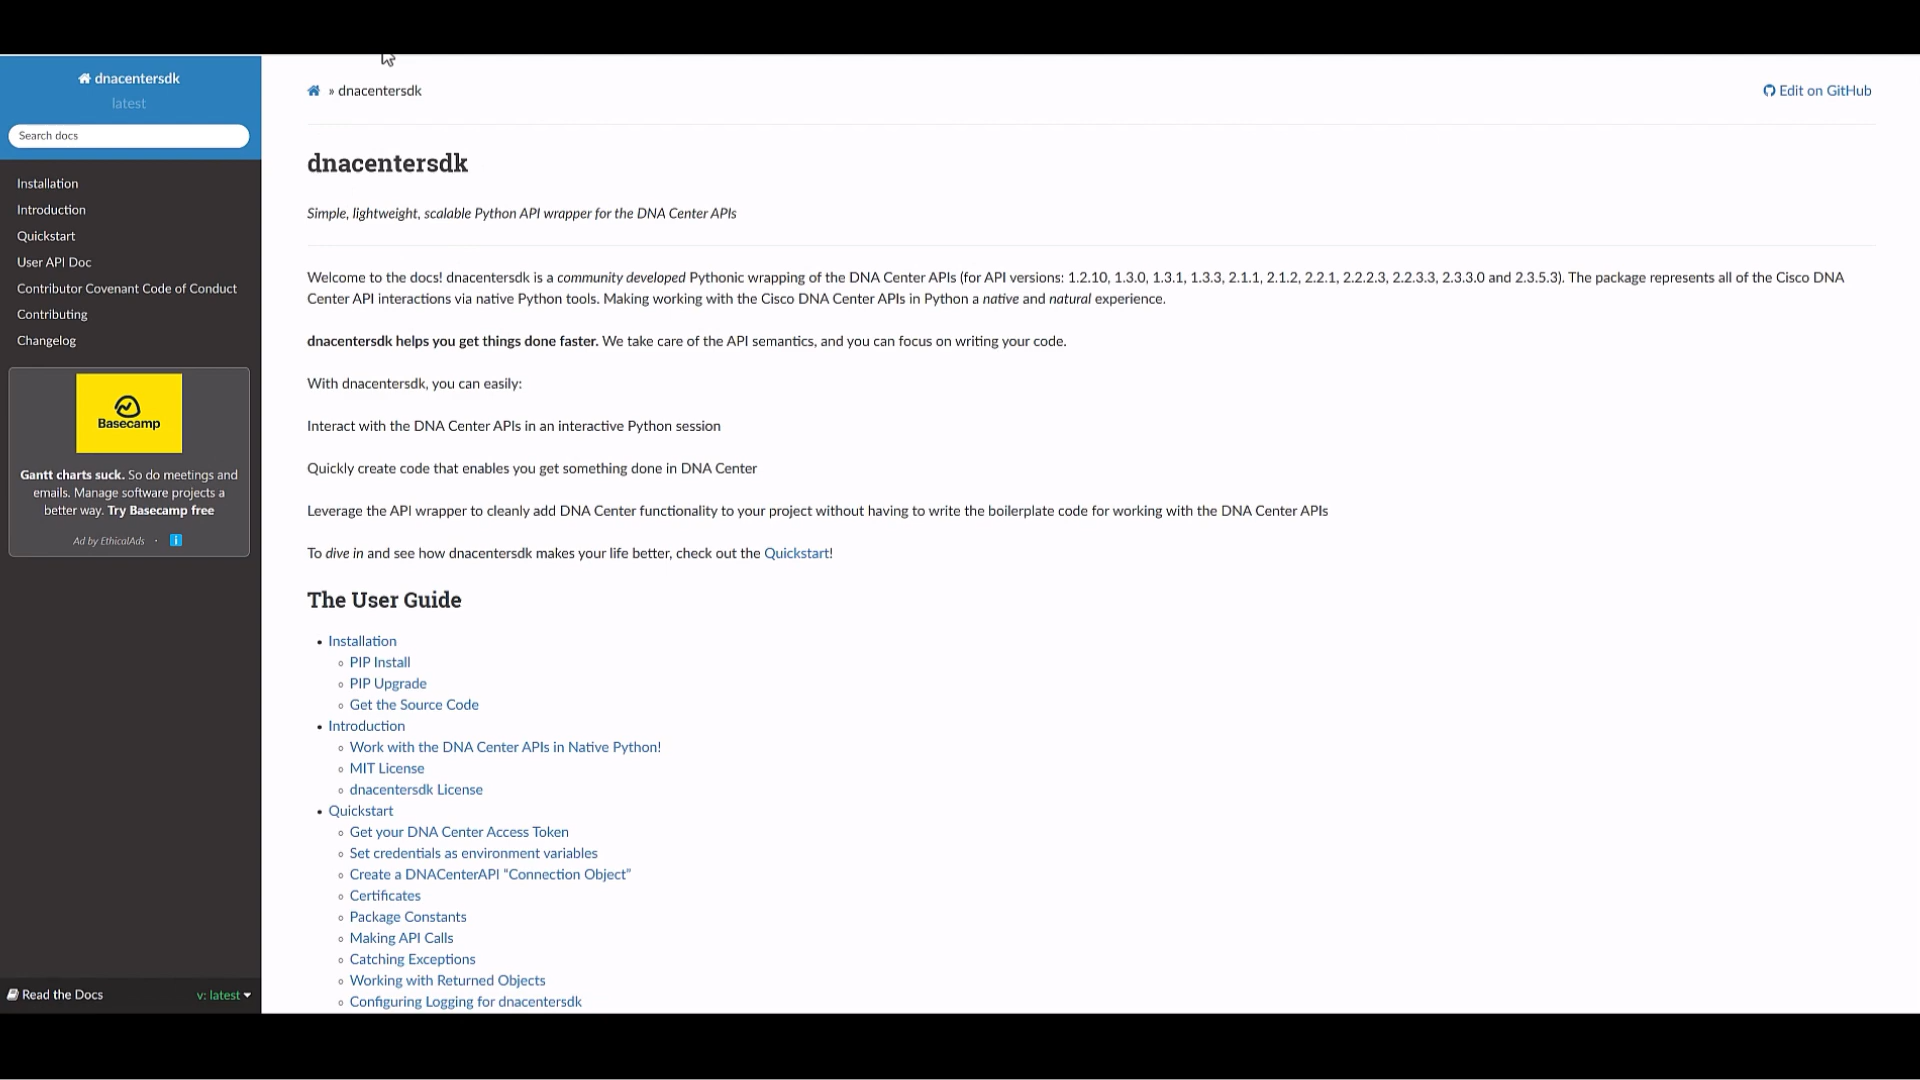 dnacentersdk
latest
Search docs
Installation
Introduction
Quickstart
User API Doc
Contributor Covenant Code of Conduct
Contributing
Changelog
Basecamp
Gantt charts suck. So do meetings and
emails. Manage software projects a
better way. Try Basecamp free
Ad by EthicalAds ·
i
Read the Docs
v: latest
» dnacentersdk
Edit on GitHub
dnacentersdk
Simple, lightweight, scalable Python API wrapper for the DNA Center APIs
Welcome to the docs! dnacentersdk is a community developed Pythonic wrapping of the DNA Center APIs (for API versions: 1.2.10, 1.3.0, 1.3.1, 1.3.3, 2.1.1, 2.1.2, 2.2.1, 2.2.2.3, 2.2.3.3, 2.3.3.0 and 2.3.5.3). The package represents all of the Cisco DNA
Center API interactions via native Python tools. Making working with the Cisco DNA Center APIs in Python a native and natural experience.
dnacentersdk helps you get things done faster. We take care of the API semantics, and you can focus on writing your code.
With dnacentersdk, you can easily:
Interact with the DNA Center APIs in an interactive Python session
Quickly create code that enables you get something done in DNA Center
Leverage the API wrapper to cleanly add DNA Center functionality to your project without having to write the boilerplate code for working with the DNA Center APIs
To dive in and see how dnacentersdk makes your life better, check out the Quickstart!
The User Guide
• Installation
◦ PIP Install
◦ PIP Upgrade
◦ Get the Source Code
• Introduction
◦ Work with the DNA Center APIs in Native Python!
◦ MIT License
◦ dnacentersdk License
• Quickstart
◦ Get your DNA Center Access Token
◦ Set credentials as environment variables
◦ Create a DNACenterAPI “Connection Object”
◦ Certificates
◦ Package Constants
◦ Making API Calls
◦ Catching Exceptions
◦ Working with Returned Objects
◦ Configuring Logging for dnacentersdk